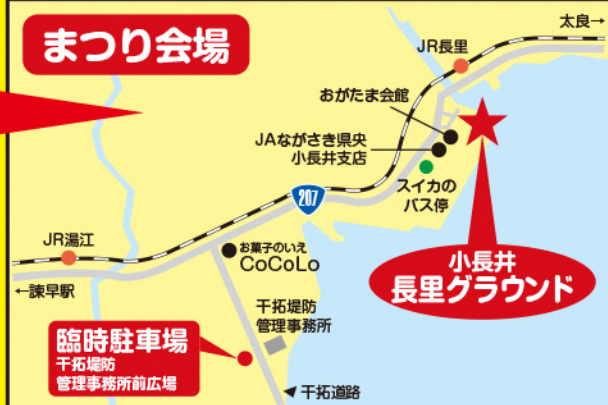 まつり会場
太良→
JR長里
おがたま会館
JAながさき県央
小長井支店
スイカの
バス停
207
小長井
長里グラウンド
JR湯江
お菓子のいえ
CoCoLo
←諫早駅
干拓堤防
管理事務所
臨時駐車場
干拓堤防
管理事務所前広場
◀干拓道路